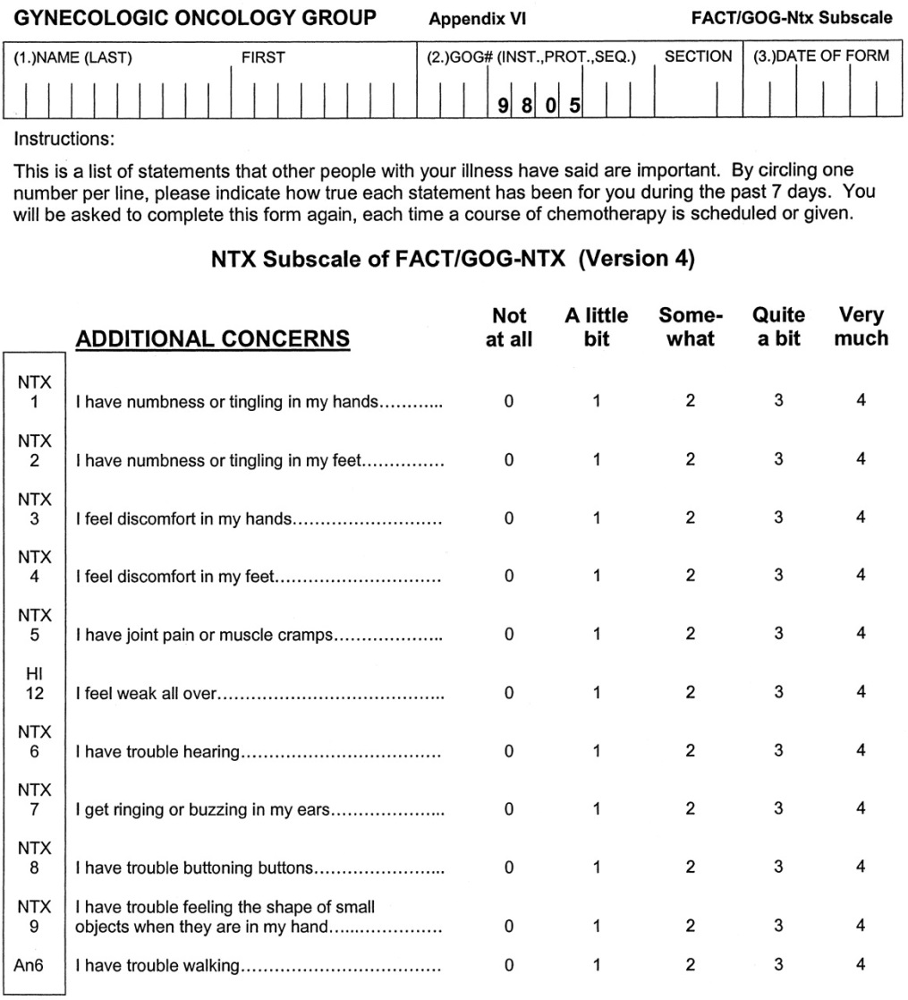 GYNECOLOGIC ONCOLOGY GROUP Appendix VI FACT/GOG-Ntx Subscale
(1.)NAME (LAST) FIRST (2.)GOG# (INST.,PROT.,SEQ.) SECTION (3.)DATE OF FORM
9 8 0 5
Instructions:
This is a list of statements that other people with your illness have said are important. By circling one
number per line, please indicate how true each statement has been for you during the past 7 days. You
will be asked to complete this form again, each time a course of chemotherapy is scheduled or given.
NTX Subscale of FACT/GOG-NTX (Version 4)
Not A little Some- Quite Very
ADDITIONAL CONCERNS at all bit what a bit much
NTX
1 I have numbness or tingling in my hands............ 0 1 2 3 4
NTX
2 I have numbness or tingling in my feet............... 0 1 2 3 4
NTX
3 I feel discomfort in my hands........................... 0 1 2 3 4
NTX
4 I feel discomfort in my feet.............................. 0 1 2 3 4
NTX
5 I have joint pain or muscle cramps.................... 0 1 2 3 4
HI
12 I feel weak all over......................................... 0 1 2 3 4
NTX
6 I have trouble hearing.................................... 0 1 2 3 4
NTX
7 I get ringing or buzzing in my ears..................... 0 1 2 3 4
NTX
8 I have trouble buttoning buttons........................ 0 1 2 3 4
NTX I have trouble feeling the shape of small
9 objects when they are in my hand..................... 0 1 2 3 4
An6 I have trouble walking.................................... 0 1 2 3 4